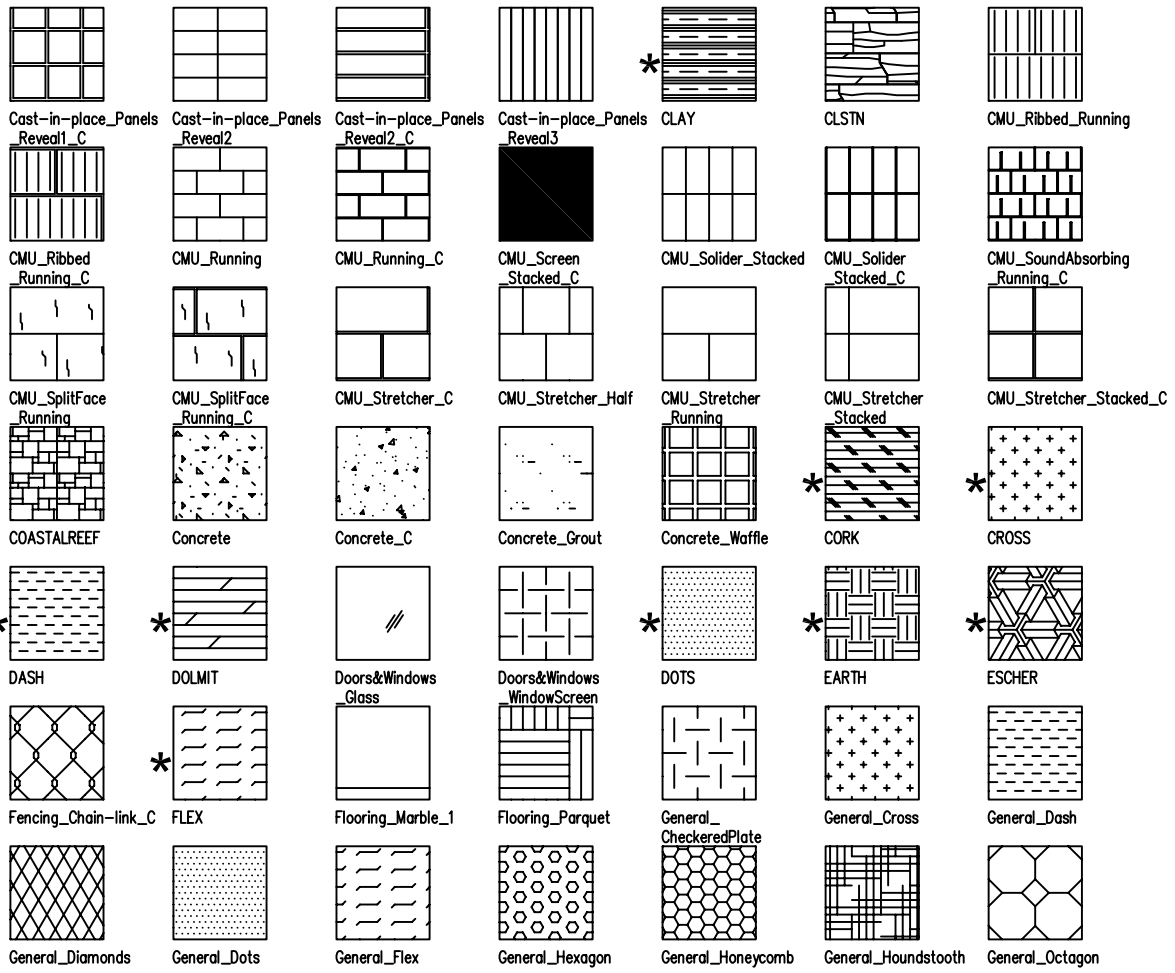 Cast-in-place_Panels
_Reveal1_C
Cast-in-place_Panels
_Reveal2
Cast-in-place_Panels
_Reveal2_C
Cast-in-place_Panels
_Reveal3
* CLAY
CLSTN
CMU_Ribbed_Running
CMU_Ribbed
_Running_C
CMU_Running
CMU_Running_C
CMU_Screen
_Stacked_C
CMU_Solider_Stacked
CMU_Solider
_Stacked_C
CMU_SoundAbsorbing
_Running_C
CMU_SplitFace
_Running
CMU_SplitFace
_Running_C
CMU_Stretcher_C
CMU_Stretcher_Half
CMU_Stretcher
_Running
CMU_Stretcher
_Stacked
CMU_Stretcher_Stacked_C
COASTALREEF
Concrete
Concrete_C
Concrete_Grout
Concrete_Waffle
* CORK
* CROSS
* DASH
* DOLMIT
Doors&Windows
_Glass
Doors&Windows
_WindowScreen
* DOTS
* EARTH
* ESCHER
Fencing_Chain-link_C
* FLEX
Flooring_Marble_1
Flooring_Parquet
General_
CheckeredPlate
General_Cross
General_Dash
General_Diamonds
General_Dots
General_Flex
General_Hexagon
General_Honeycomb
General_Houndstooth
General_Octagon